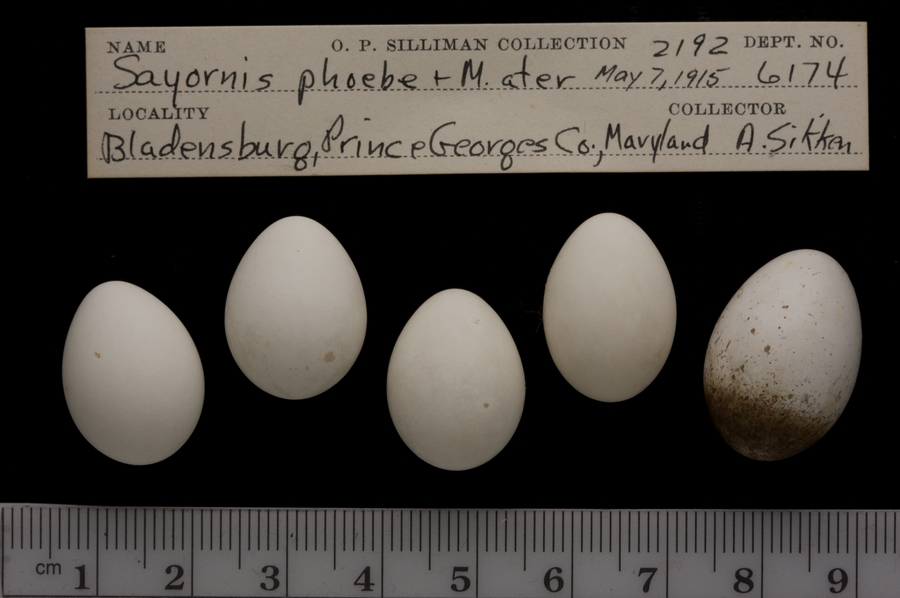 NAME O. P. SILLIMAN COLLECTION 2192 DEPT. NO.
Sayornis phoebe + M. ater May 7, 1915 6174
LOCALITY COLLECTOR
Bladensburg, Prince Georges Co., Maryland A. Sikken
cm 1 2 3 4 5 6 7 8 9